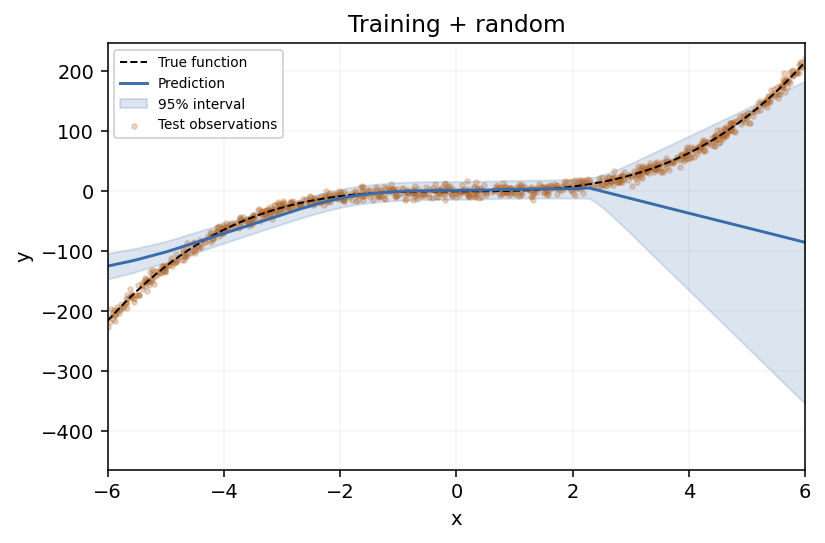 Training + random
True function
Prediction
95% interval
Test observations
200
100
0
−100
−200
−300
−400
y
−6
−4
−2
0
2
4
6
x